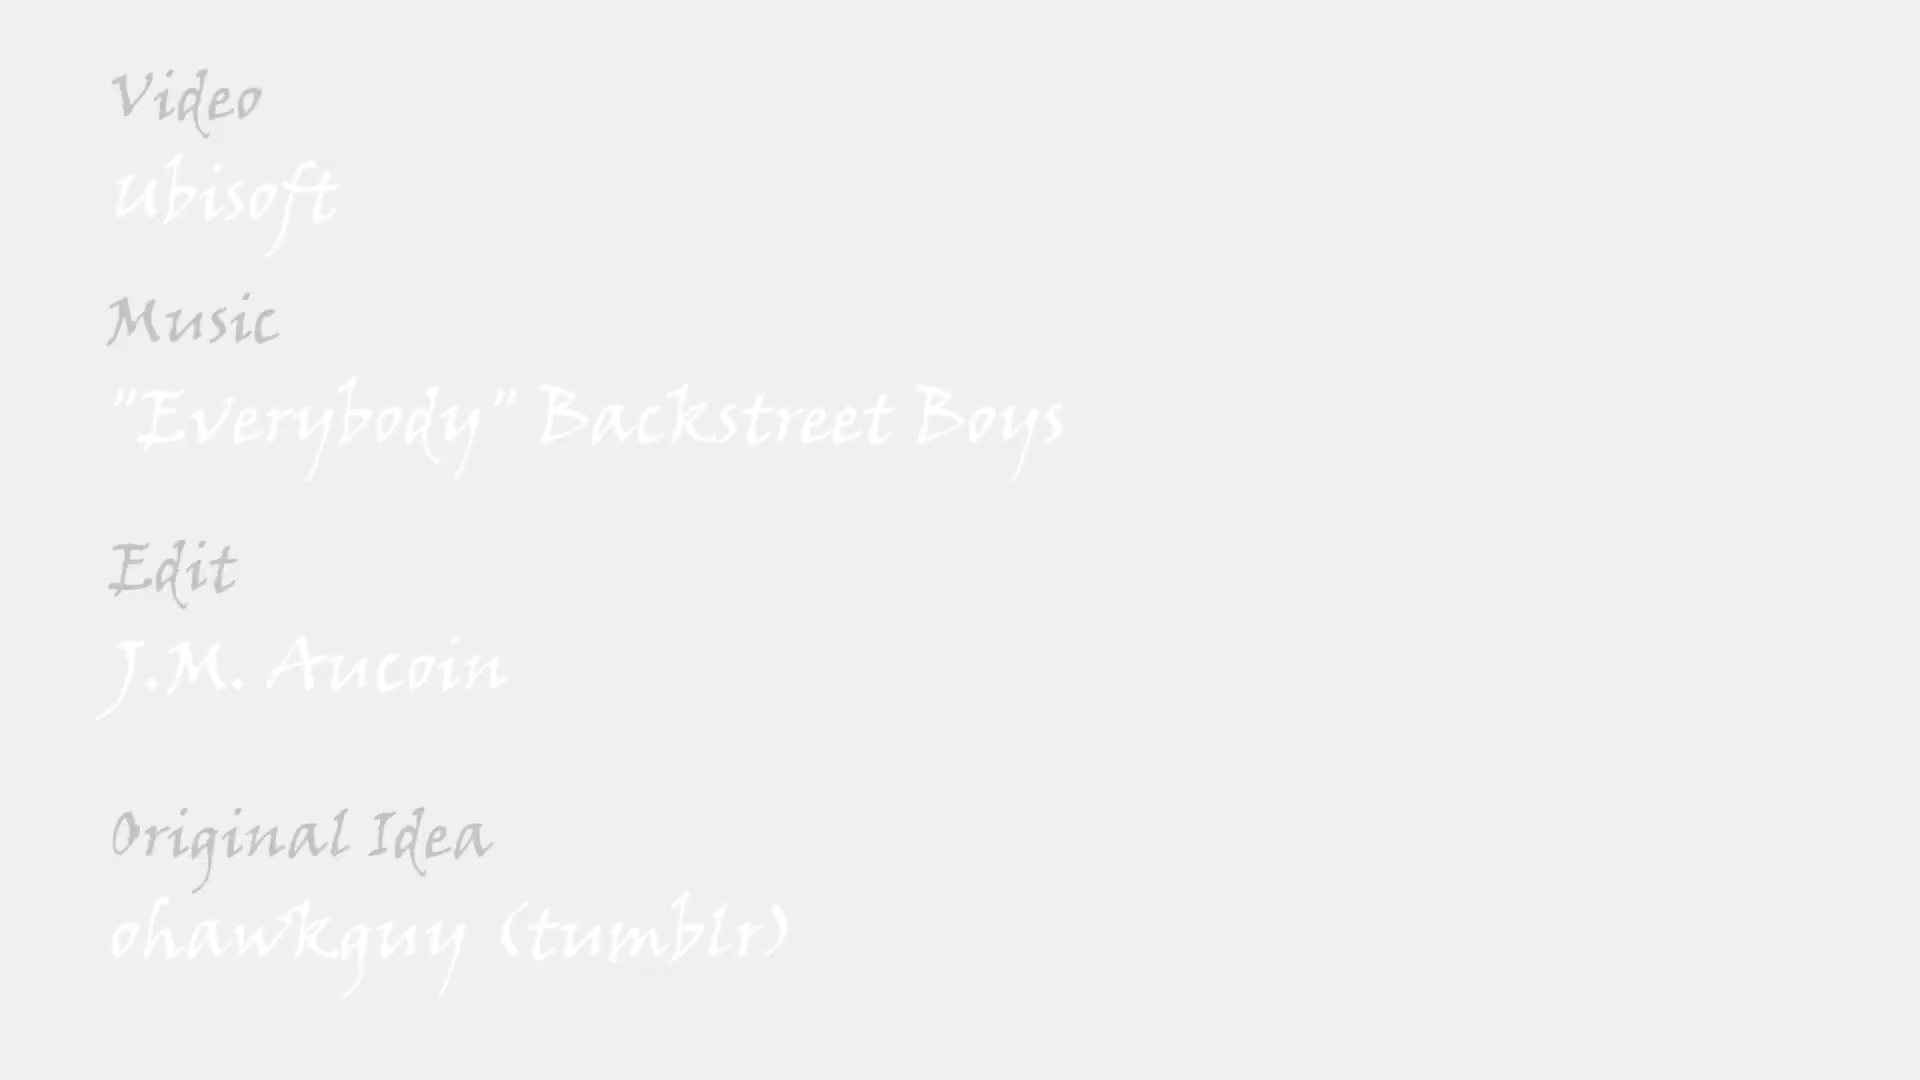 Video
Ubisoft
Music
"Everybody" Backstreet Boys
Edit
J.M. Aucoin
Original Idea
ohawkguy (tumblr)